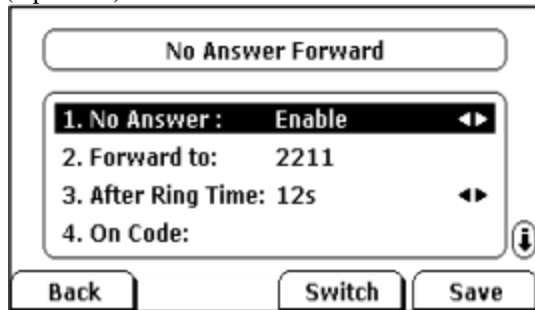 No Answer Forward
1. No Answer : Enable
2. Forward to: 2211
3. After Ring Time: 12s
4. On Code:
Back Switch Save